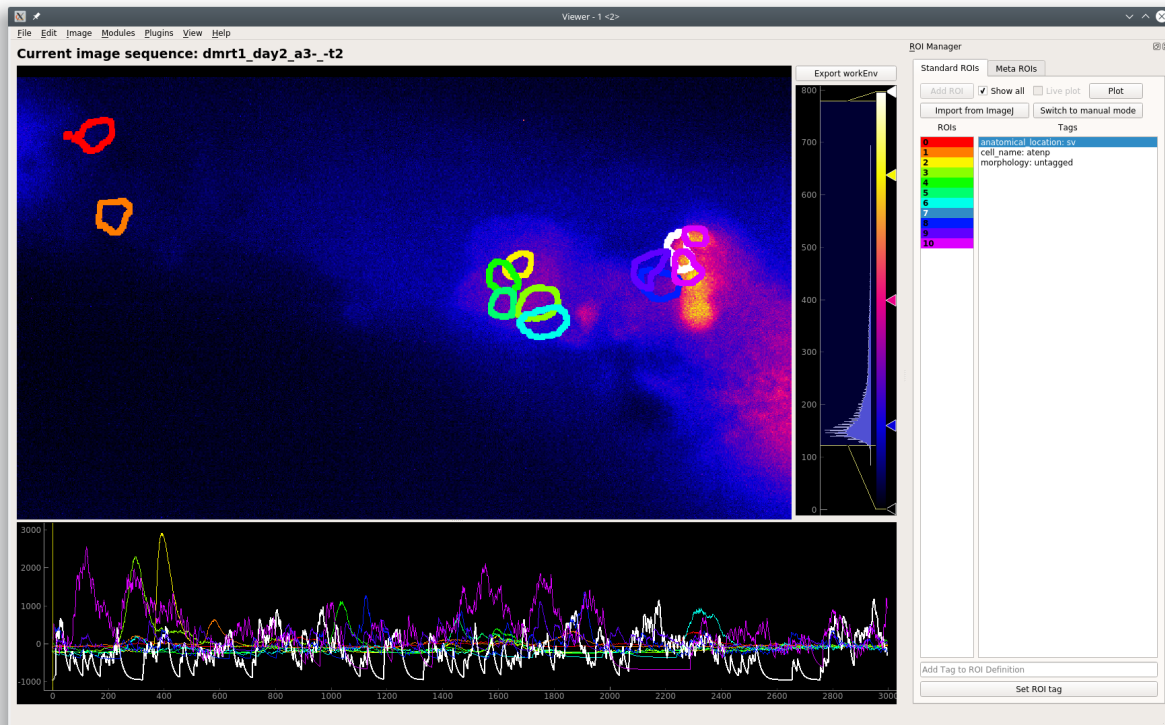 Viewer - 1 <2>
File Edit Image Modules Plugins View Help
Current image sequence: dmrt1_day2_a3-_-t2
Export workEnv
800
700
600
500
400
300
200
100
0
3000
2000
1000
0
-1000
0 200 400 600 800 1000 1200 1400 1600 1800 2000 2200 2400 2600 2800 3000
ROI Manager
Standard ROIs Meta ROIs
Add ROI Show all Live plot Plot
Import from ImageJ Switch to manual mode
ROIs Tags
0 anatomical_location: sv
1 cell_name: atenp
2 morphology: untagged
3
4
5
6
7
8
9
10
Add Tag to ROI Definition
Set ROI tag